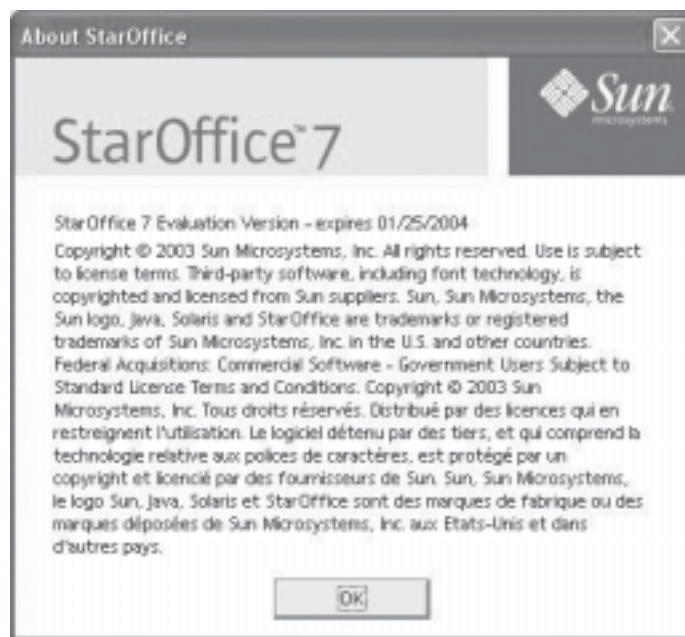 About StarOffice
Sun
microsystems
StarOffice™7
StarOffice 7 Evaluation Version - expires 01/25/2004
Copyright © 2003 Sun Microsystems, Inc. All rights reserved. Use is subject
to license terms. Third-party software, including font technology, is
copyrighted and licensed from Sun suppliers. Sun, Sun Microsystems, the
Sun logo, Java, Solaris and StarOffice are trademarks or registered
trademarks of Sun Microsystems, Inc. in the U.S. and other countries.
Federal Acquisitions: Commercial Software - Government Users Subject to
Standard License Terms and Conditions. Copyright © 2003 Sun
Microsystems, Inc. Tous droits réservés. Distribué par des licences qui en
restreignent l'utilisation. Le logiciel détenu par des tiers, et qui comprend la
technologie relative aux polices de caractères, est protégé par un
copyright et licencié par des fournisseurs de Sun. Sun, Sun Microsystems,
le logo Sun, Java, Solaris et StarOffice sont des marques de fabrique ou des
marques déposées de Sun Microsystems, Inc. aux Etats-Unis et dans
d'autres pays.
OK